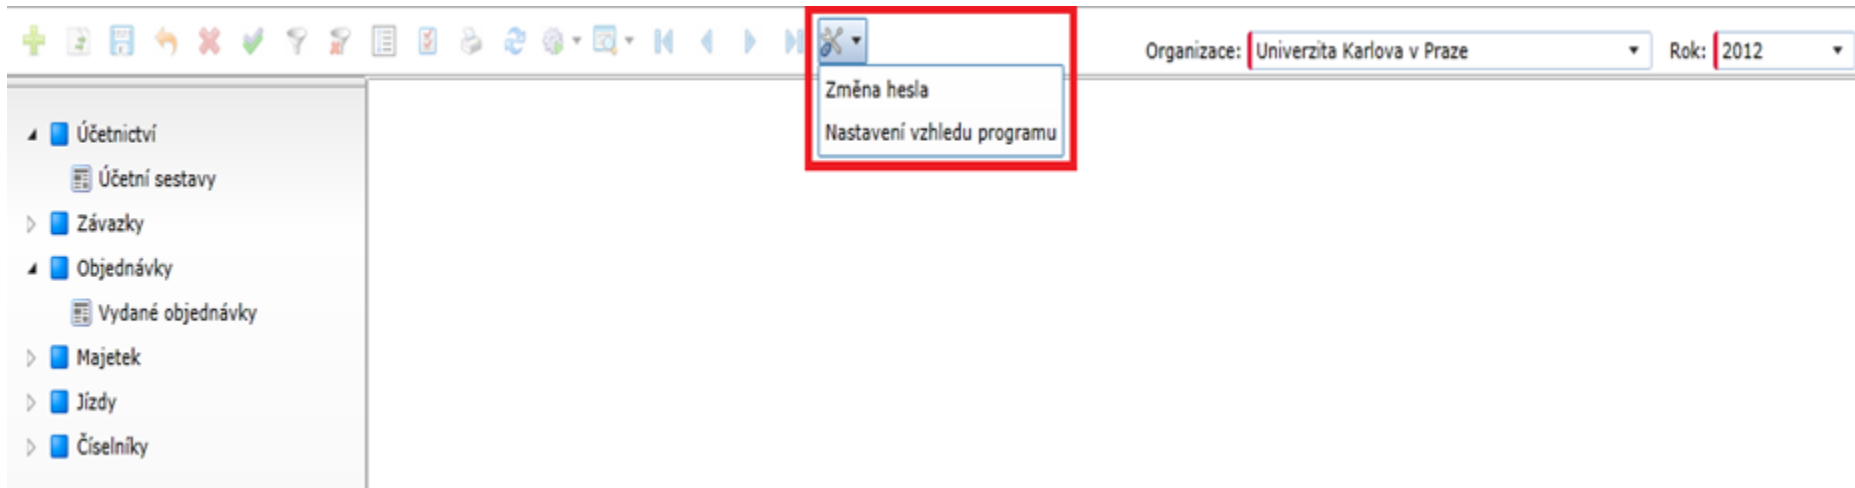 Organizace: Univerzita Karlova v Praze Rok: 2012
Změna hesla
Nastavení vzhledu programu
Účetnictví
Účetní sestavy
Závazky
Objednávky
Vydané objednávky
Majetek
Jízdy
Číselníky